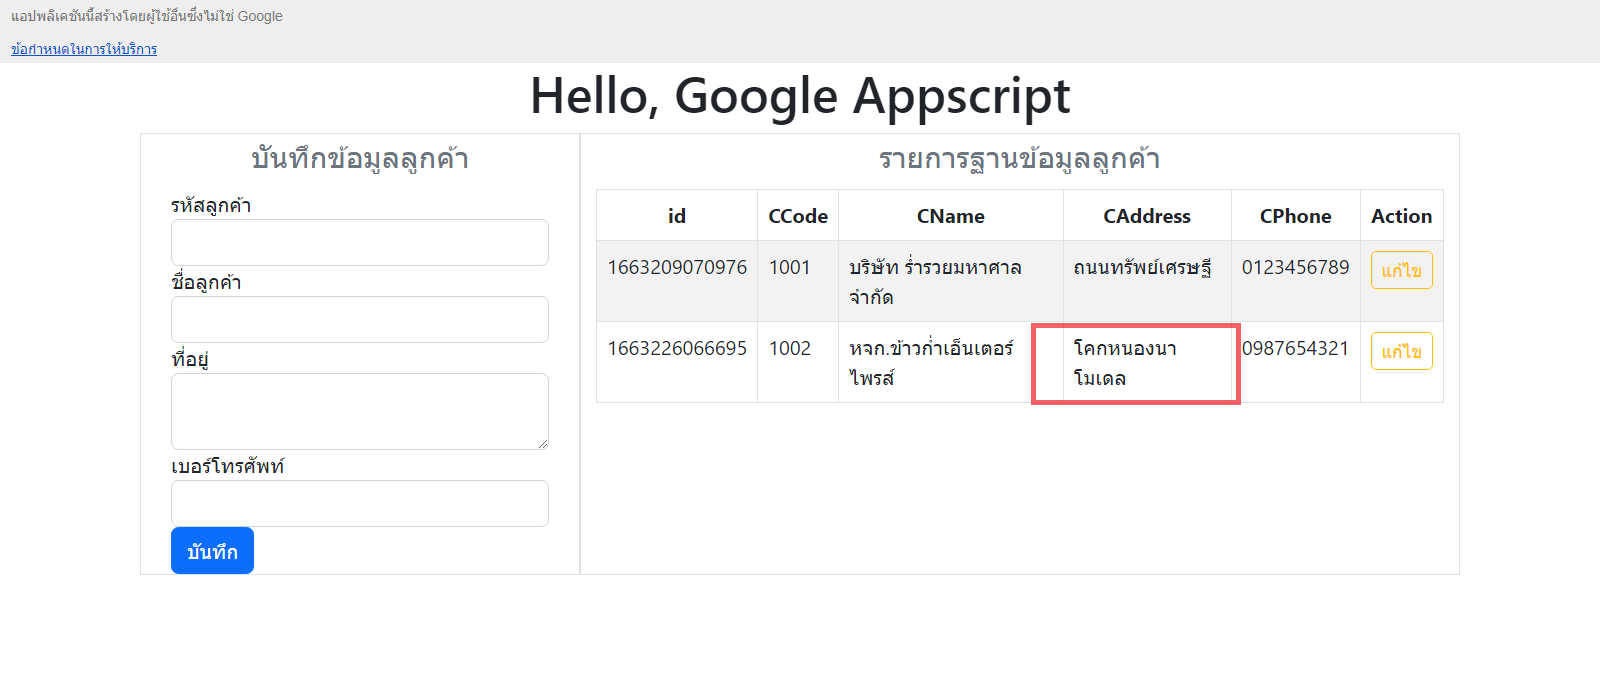 แอปพลิเคชันนี้สร้างโดยผู้ใช้อื่นซึ่งไม่ใช่ Google
ข้อกำหนดในการให้บริการ
Hello, Google Appscript
บันทึกข้อมูลลูกค้า
รหัสลูกค้า
ชื่อลูกค้า
ที่อยู่
เบอร์โทรศัพท์
บันทึก
รายการฐานข้อมูลลูกค้า
id CCode CName CAddress CPhone Action
1663209070976 1001 บริษัท ร่ำรวยมหาศาล ถนนทรัพย์เศรษฐี 0123456789 แก้ไข
จำกัด
1663226066695 1002 หจก.ข้าวก่ำเอ็นเตอร์ โคกหนองนา 0987654321 แก้ไข
ไพรส์ โมเดล